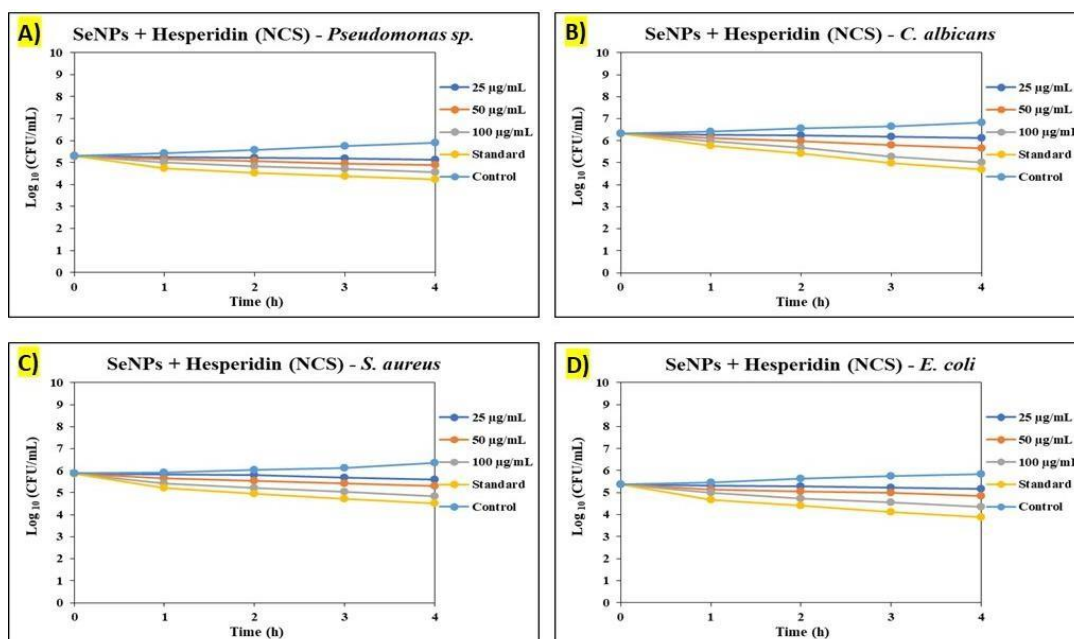 A)
SeNPs + Hesperidin (NCS) - Pseudomonas sp.
10
9
8
7
6
5
4
3
2
1
0
Log 10 (CFU/mL)
0 1 2 3 4
Time (h)
25 µg/mL
50 µg/mL
100 µg/mL
Standard
Control
B)
SeNPs + Hesperidin (NCS) - C. albicans
10
9
8
7
6
5
4
3
2
1
0
Log 10 (CFU/mL)
0 1 2 3 4
Time (h)
25 µg/mL
50 µg/mL
100 µg/mL
Standard
Control
C)
SeNPs + Hesperidin (NCS) - S. aureus
10
9
8
7
6
5
4
3
2
1
0
Log 10 (CFU/mL)
0 1 2 3 4
Time (h)
25 µg/mL
50 µg/mL
100 µg/mL
Standard
Control
D)
SeNPs + Hesperidin (NCS) - E. coli
10
9
8
7
6
5
4
3
2
1
0
Log 10 (CFU/mL)
0 1 2 3 4
Time (h)
25 µg/mL
50 µg/mL
100 µg/mL
Standard
Control